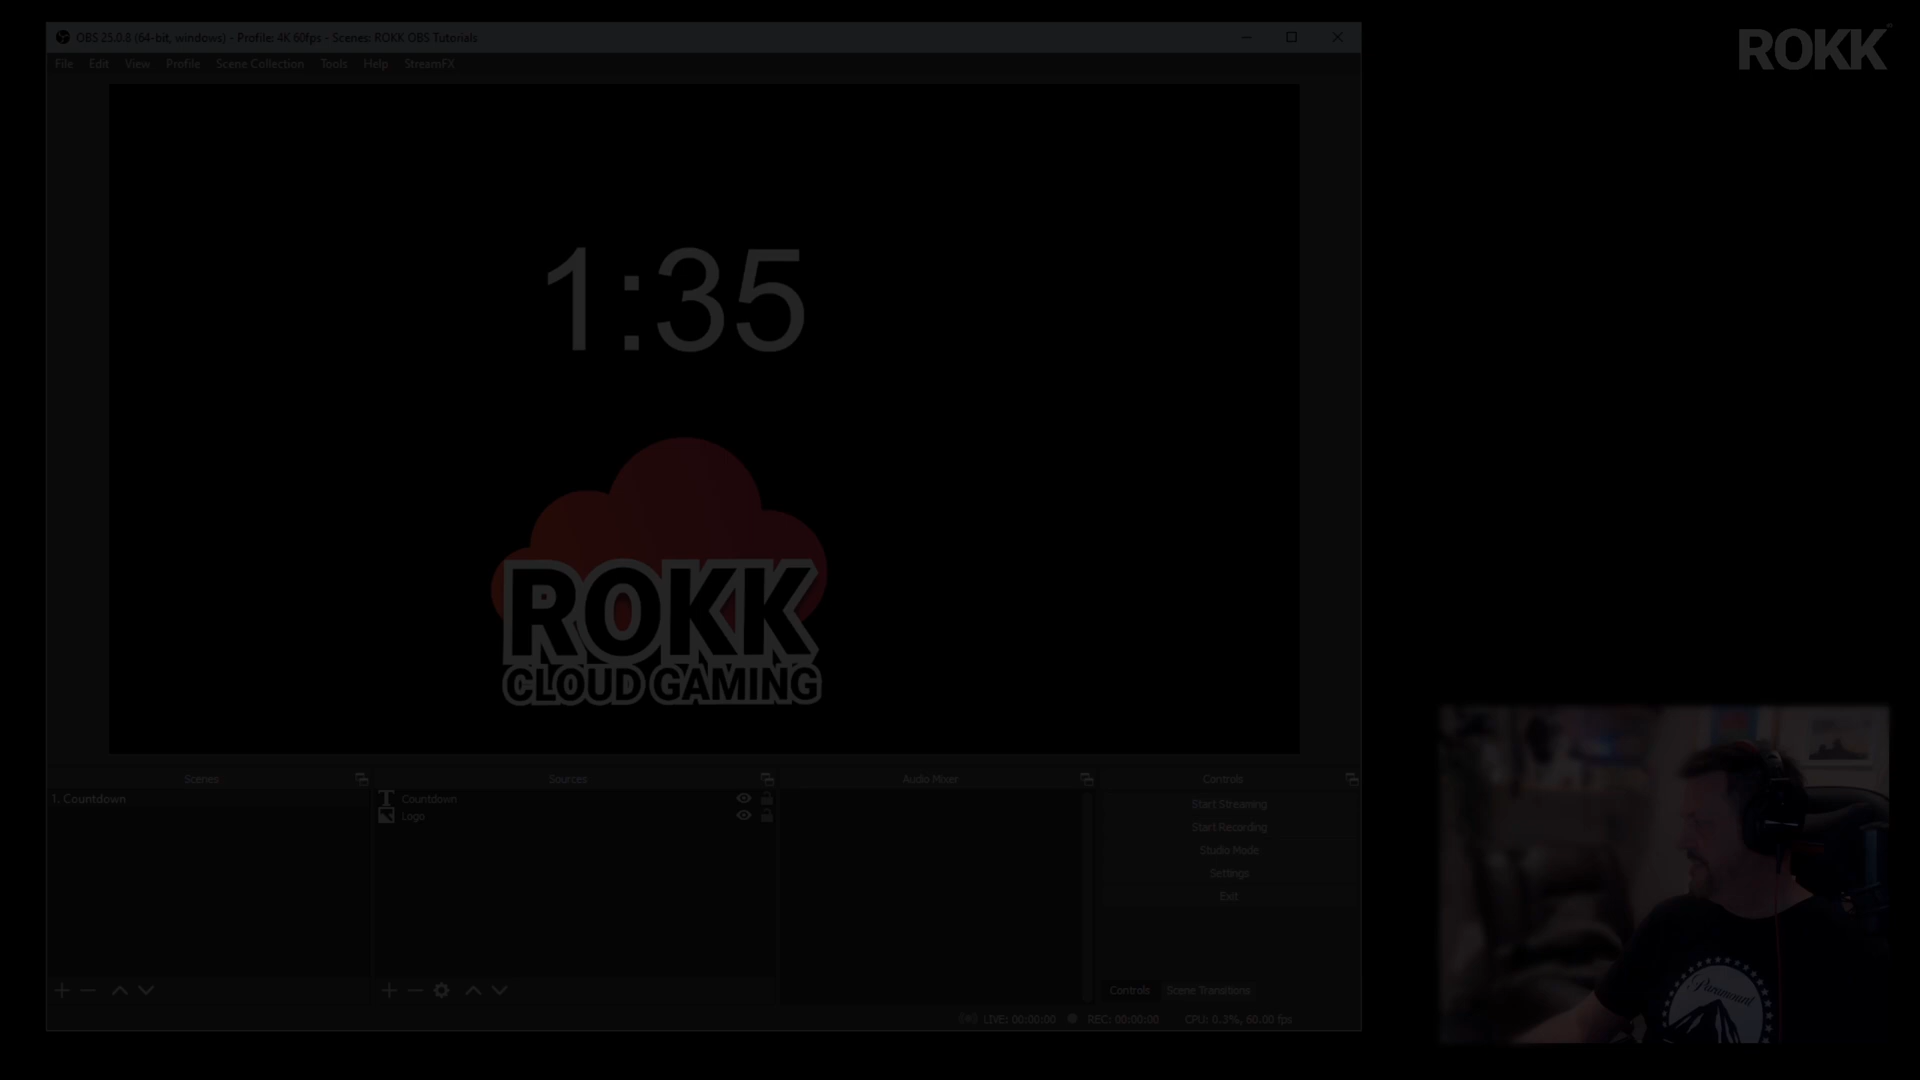 OBS 25.0.8 (64-bit, windows) - Profile: 4K 60fps - Scenes: ROKK OBS Tutorials
ROKK
File Edit View Profile Scene Collection Tools Help StreamFX
1:35
ROKK
CLOUD GAMING
Scenes
Sources
Audio Mixer
Controls
1. Countdown
Countdown
Logo
Start Streaming
Start Recording
Studio Mode
Settings
Exit
Controls Scene Transitions
LIVE: 00:00:00 REC: 00:00:00 CPU: 0.3%, 60.00 fps
Paramount